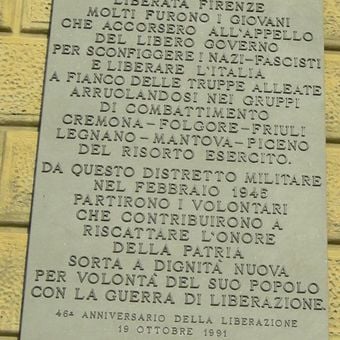 LIBERATA FIRENZE
MOLTI FURONO I GIOVANI
CHE ACCORSERO ALL'APPELLO
DEL LIBERO GOVERNO
PER SCONFIGGERE I NAZI-FASCISTI
E LIBERARE L'ITALIA
A FIANCO DELLE TRUPPE ALLEATE
ARRUOLANDOSI NEI GRUPPI
DI COMBATTIMENTO
CREMONA-FOLGORE-FRIULI
LEGNANO-MANTOVA-PICENO
DEL RISORTO ESERCITO.
DA QUESTO DISTRETTO MILITARE
NEL FEBBRAIO 1945
PARTIRONO I VOLONTARI
CHE CONTRIBUIRONO A
RISCATTARE L'ONORE
DELLA PATRIA
SORTA A DIGNITA' NUOVA
PER VOLONTA' DEL SUO POPOLO
CON LA GUERRA DI LIBERAZIONE.
46° ANNIVERSARIO DELLA LIBERAZIONE
19 OTTOBRE 1991